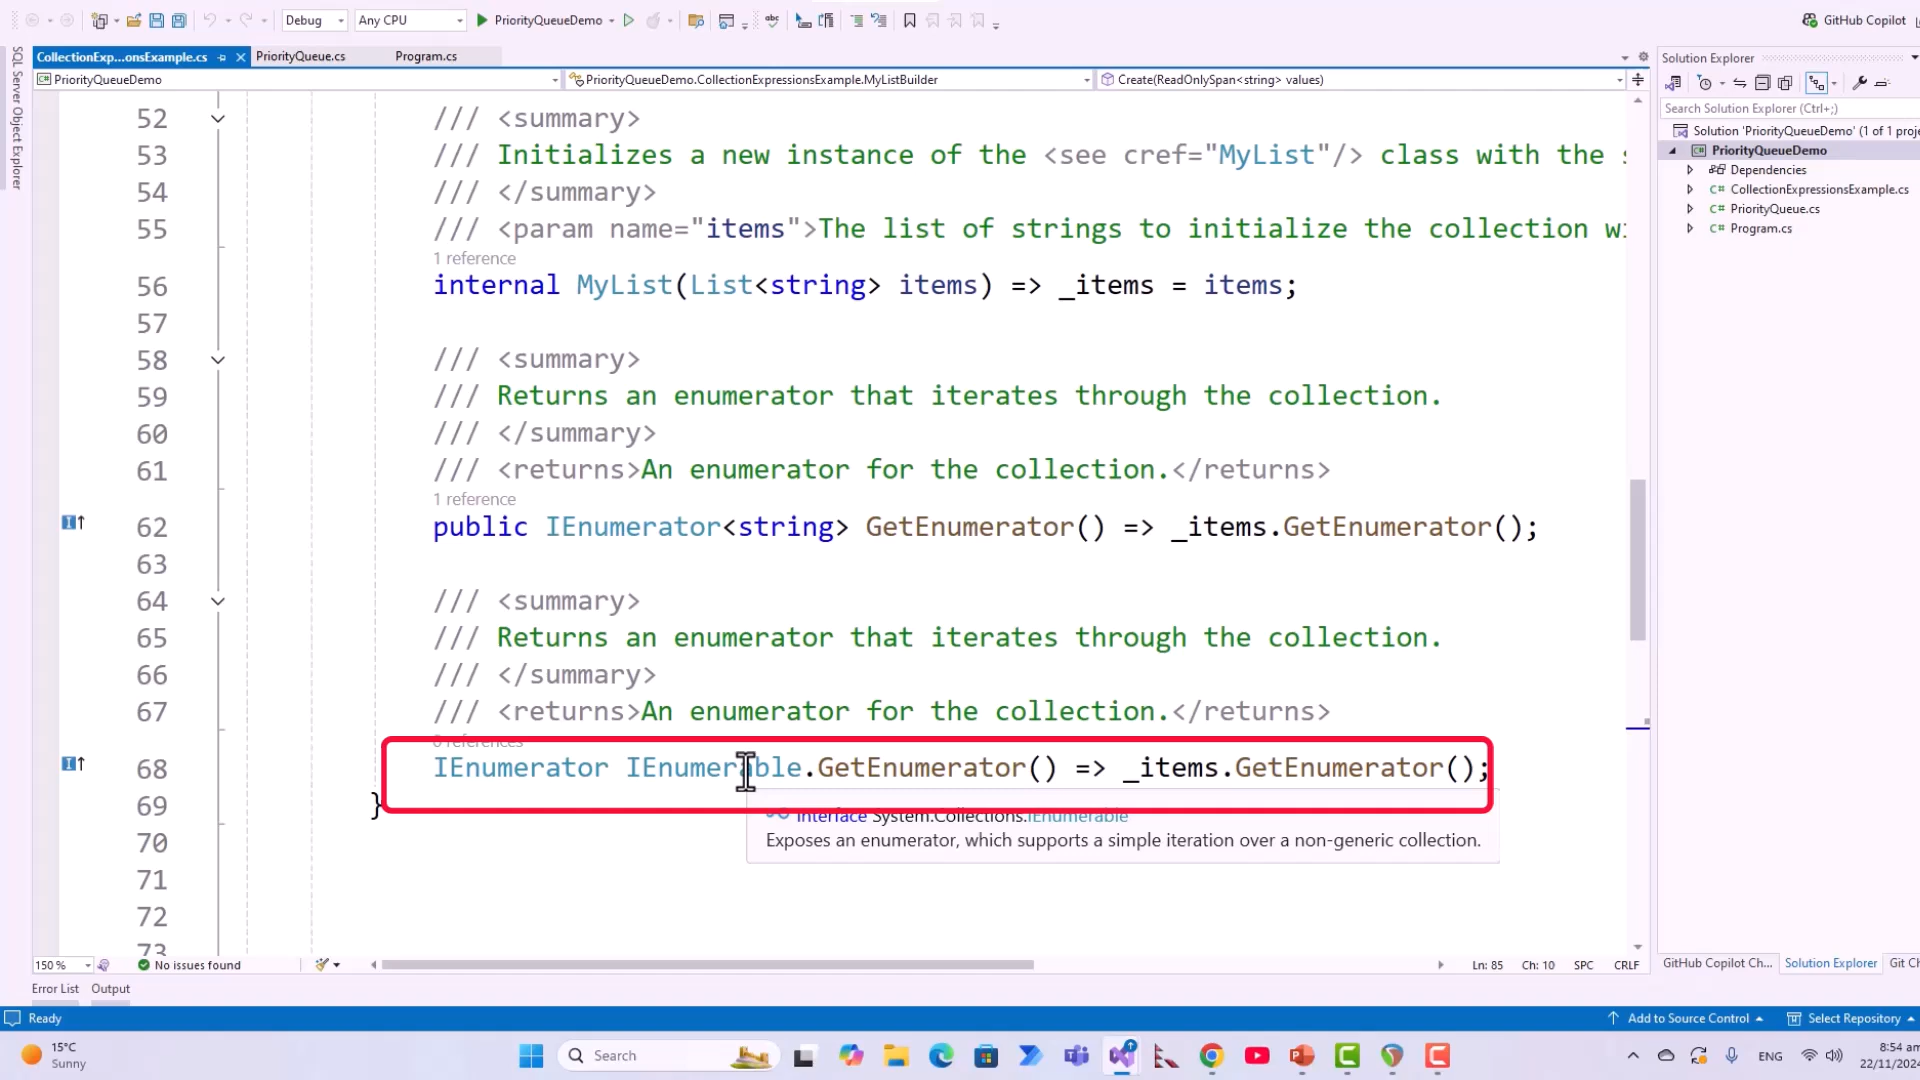 Debug
Any CPU
PriorityQueueDemo
GitHub Copilot
SQL Server Object Explorer
CollectionExp...onsExample.cs
PriorityQueue.cs
Program.cs
PriorityQueueDemo
PriorityQueueDemo.CollectionExpressionsExample.MyListBuilder
Create(ReadOnlySpan<string> values)
52 /// <summary>
53 /// Initializes a new instance of the <see cref="MyList"/> class with the s
54 /// </summary>
55 /// <param name="items">The list of strings to initialize the collection wi
1 reference
56 internal MyList(List<string> items) => _items = items;
57
58 /// <summary>
59 /// Returns an enumerator that iterates through the collection.
60 /// </summary>
61 /// <returns>An enumerator for the collection.</returns>
1 reference
62 public IEnumerator<string> GetEnumerator() => _items.GetEnumerator();
63
64 /// <summary>
65 /// Returns an enumerator that iterates through the collection.
66 /// </summary>
67 /// <returns>An enumerator for the collection.</returns>
0 references
68 IEnumerator IEnumerable.GetEnumerator() => _items.GetEnumerator();
69 }
interface System.Collections.IEnumerable
Exposes an enumerator, which supports a simple iteration over a non-generic collection.
70
71
72
73
150 %
No issues found
Ln: 85
Ch: 10
SPC
CRLF
Error List
Output
Solution Explorer
Search Solution Explorer (Ctrl+;)
Solution 'PriorityQueueDemo' (1 of 1 proje
PriorityQueueDemo
Dependencies
C# CollectionExpressionsExample.cs
C# PriorityQueue.cs
C# Program.cs
GitHub Copilot Ch...
Solution Explorer
Git Ch
Ready
Add to Source Control
Select Repository
15°C
Sunny
Search
ENG
8:54 am
22/11/2024